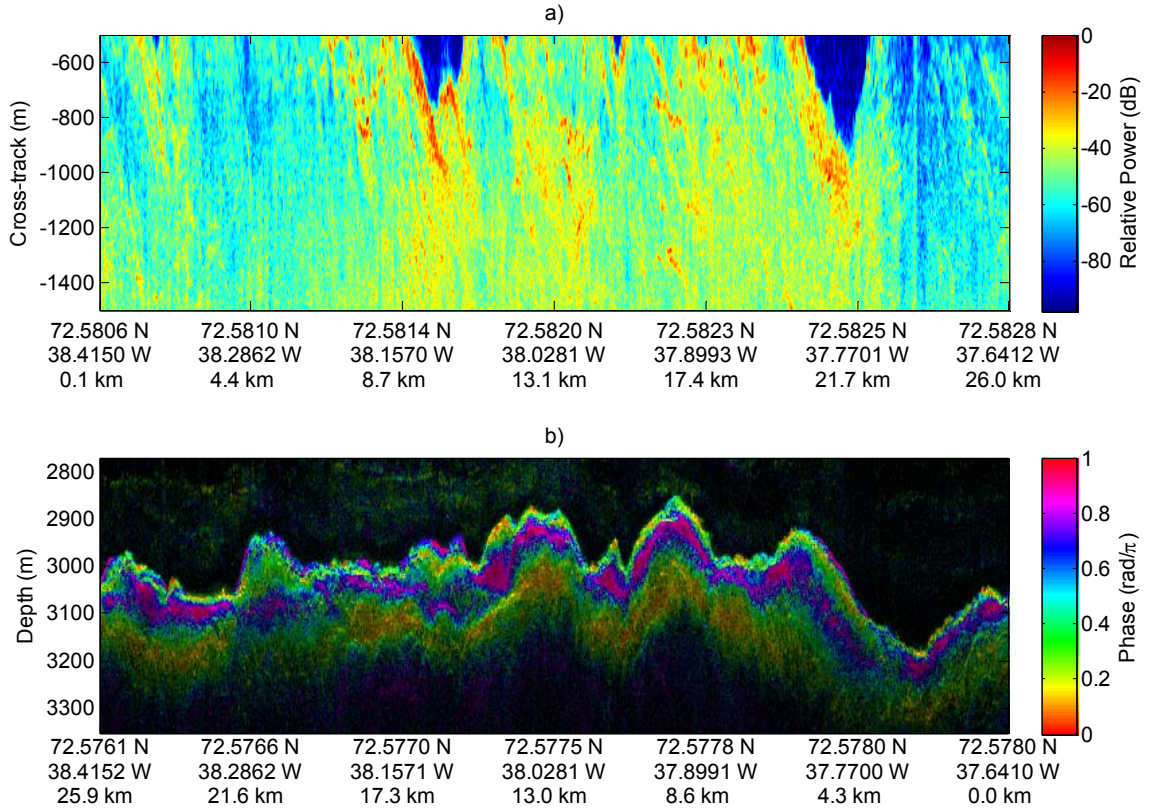 a)
-600
-800
-1000
-1200
-1400
Cross-track (m)
0
-20
-40
-60
-80
Relative Power (dB)
72.5806 N 72.5810 N 72.5814 N 72.5820 N 72.5823 N 72.5825 N 72.5828 N
38.4150 W 38.2862 W 38.1570 W 38.0281 W 37.8993 W 37.7701 W 37.6412 W
0.1 km 4.4 km 8.7 km 13.1 km 17.4 km 21.7 km 26.0 km
b)
2800
2900
3000
3100
3200
3300
Depth (m)
1
0.8
0.6
0.4
0.2
0
Phase (rad/π)
72.5761 N 72.5766 N 72.5770 N 72.5775 N 72.5778 N 72.5780 N 72.5780 N
38.4152 W 38.2862 W 38.1571 W 38.0281 W 37.8991 W 37.7700 W 37.6410 W
25.9 km 21.6 km 17.3 km 13.0 km 8.6 km 4.3 km 0.0 km